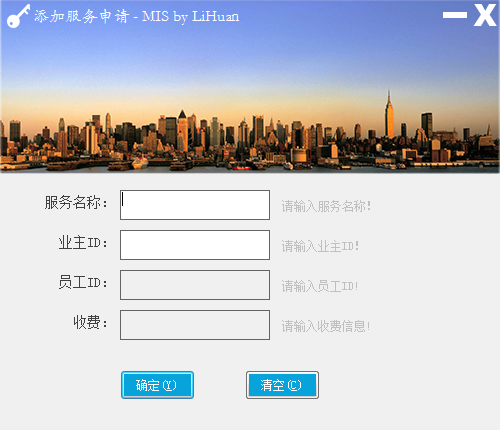 添加服务申请 - MIS by LiHuan
服务名称： 请输入服务名称!
业主ID： 请输入业主ID!
员工ID： 请输入员工ID!
收费： 请输入收费信息!
确定(Y) 清空(C)